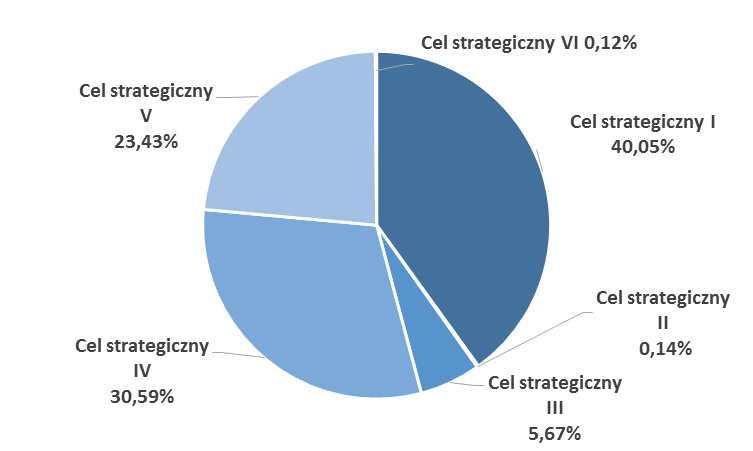 Cel strategiczny VI 0,12%
Cel strategiczny
V
23,43%
Cel strategiczny I
40,05%
Cel strategiczny
II
0,14%
Cel strategiczny
IV
30,59%
Cel strategiczny
III
5,67%